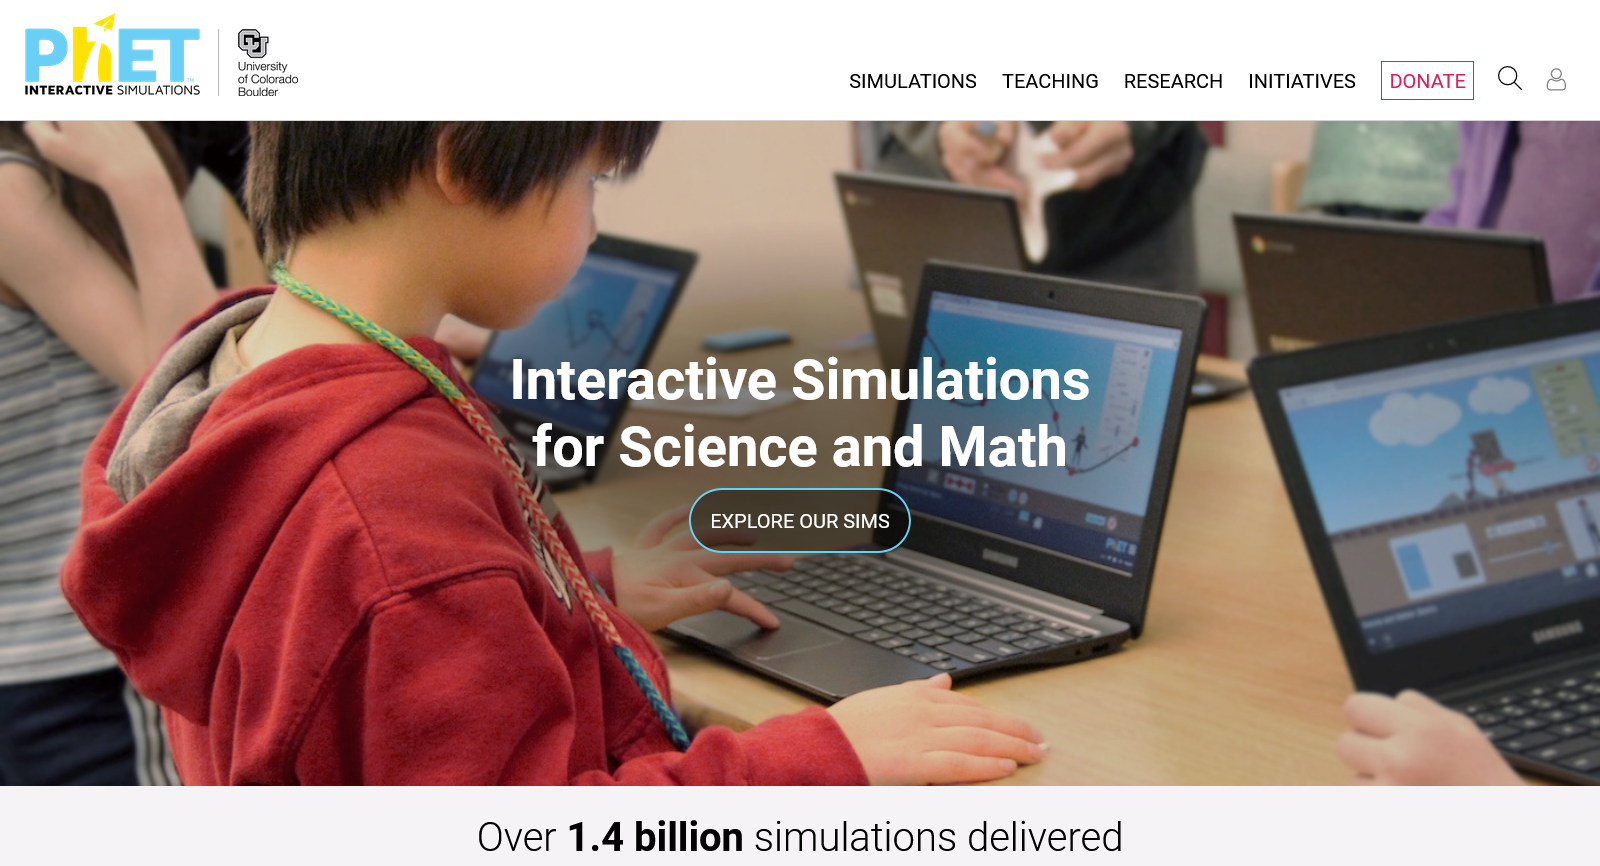 PhET
INTERACTIVE SIMULATIONS
University
of Colorado
Boulder
SIMULATIONS
TEACHING
RESEARCH
INITIATIVES
DONATE
Interactive Simulations
for Science and Math
EXPLORE OUR SIMS
SAMSUNG
Over 1.4 billion simulations delivered